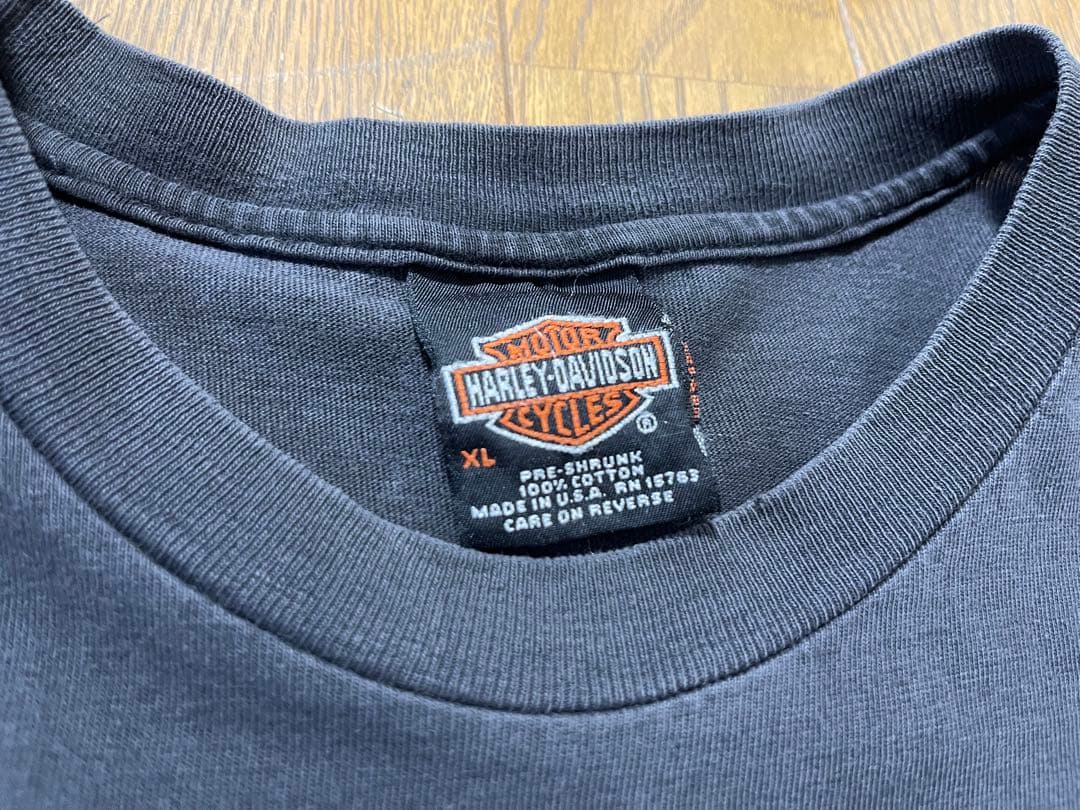 MOTOR
HARLEY-DAVIDSON
CYCLES
®
XL
PRE-SHRUNK
100% COTTON
MADE IN U.S.A. RN 15763
CARE ON REVERSE